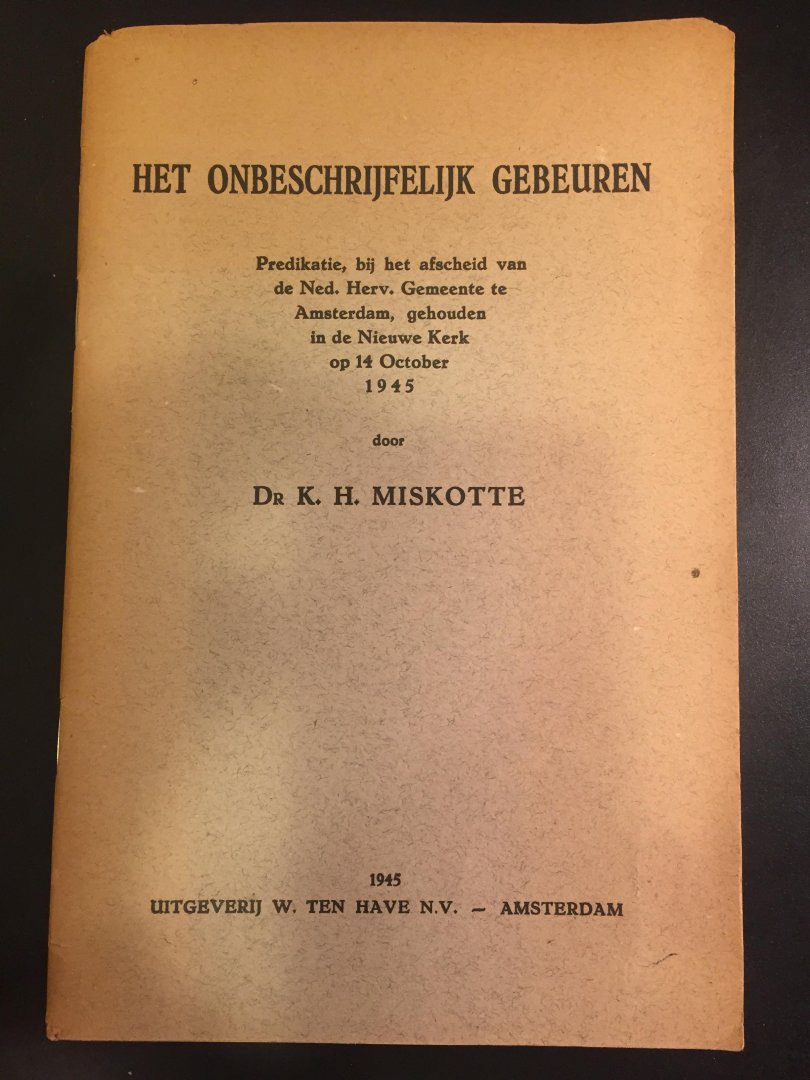 HET ONBESCHRIJFELIJK GEBEUREN
Predikatie, bij het afscheid van
de Ned. Herv. Gemeente te
Amsterdam, gehouden
in de Nieuwe Kerk
op 14 October
1945
door
DR K. H. MISKOTTE
1945
UITGEVERIJ W. TEN HAVE N.V. — AMSTERDAM